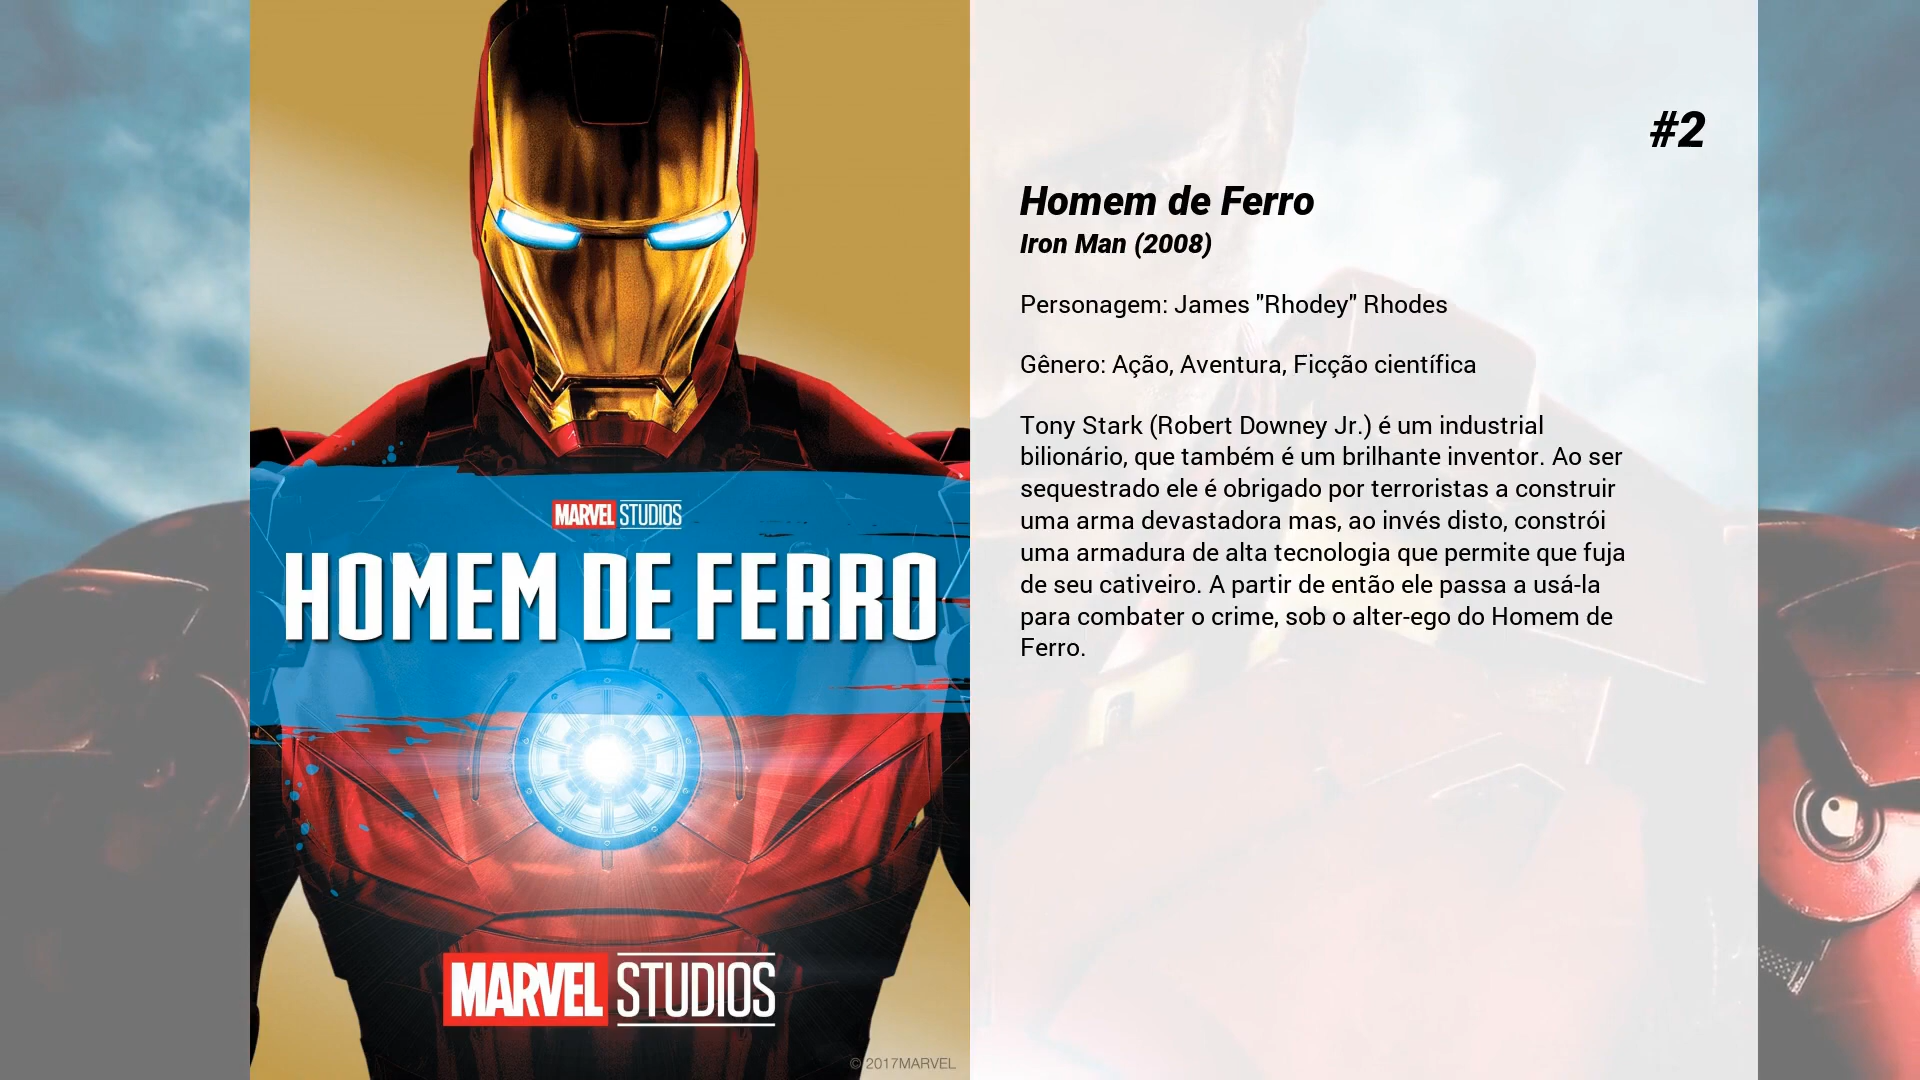 MARVEL STUDIOS
HOMEM DE FERRO
MARVEL STUDIOS
© 2017MARVEL
#2
Homem de Ferro
Iron Man (2008)
Personagem: James "Rhodey" Rhodes
Gênero: Ação, Aventura, Ficção científica
Tony Stark (Robert Downey Jr.) é um industrial
bilionário, que também é um brilhante inventor. Ao ser
sequestrado ele é obrigado por terroristas a construir
uma arma devastadora mas, ao invés disto, constrói
uma armadura de alta tecnologia que permite que fuja
de seu cativeiro. A partir de então ele passa a usá-la
para combater o crime, sob o alter-ego do Homem de
Ferro.